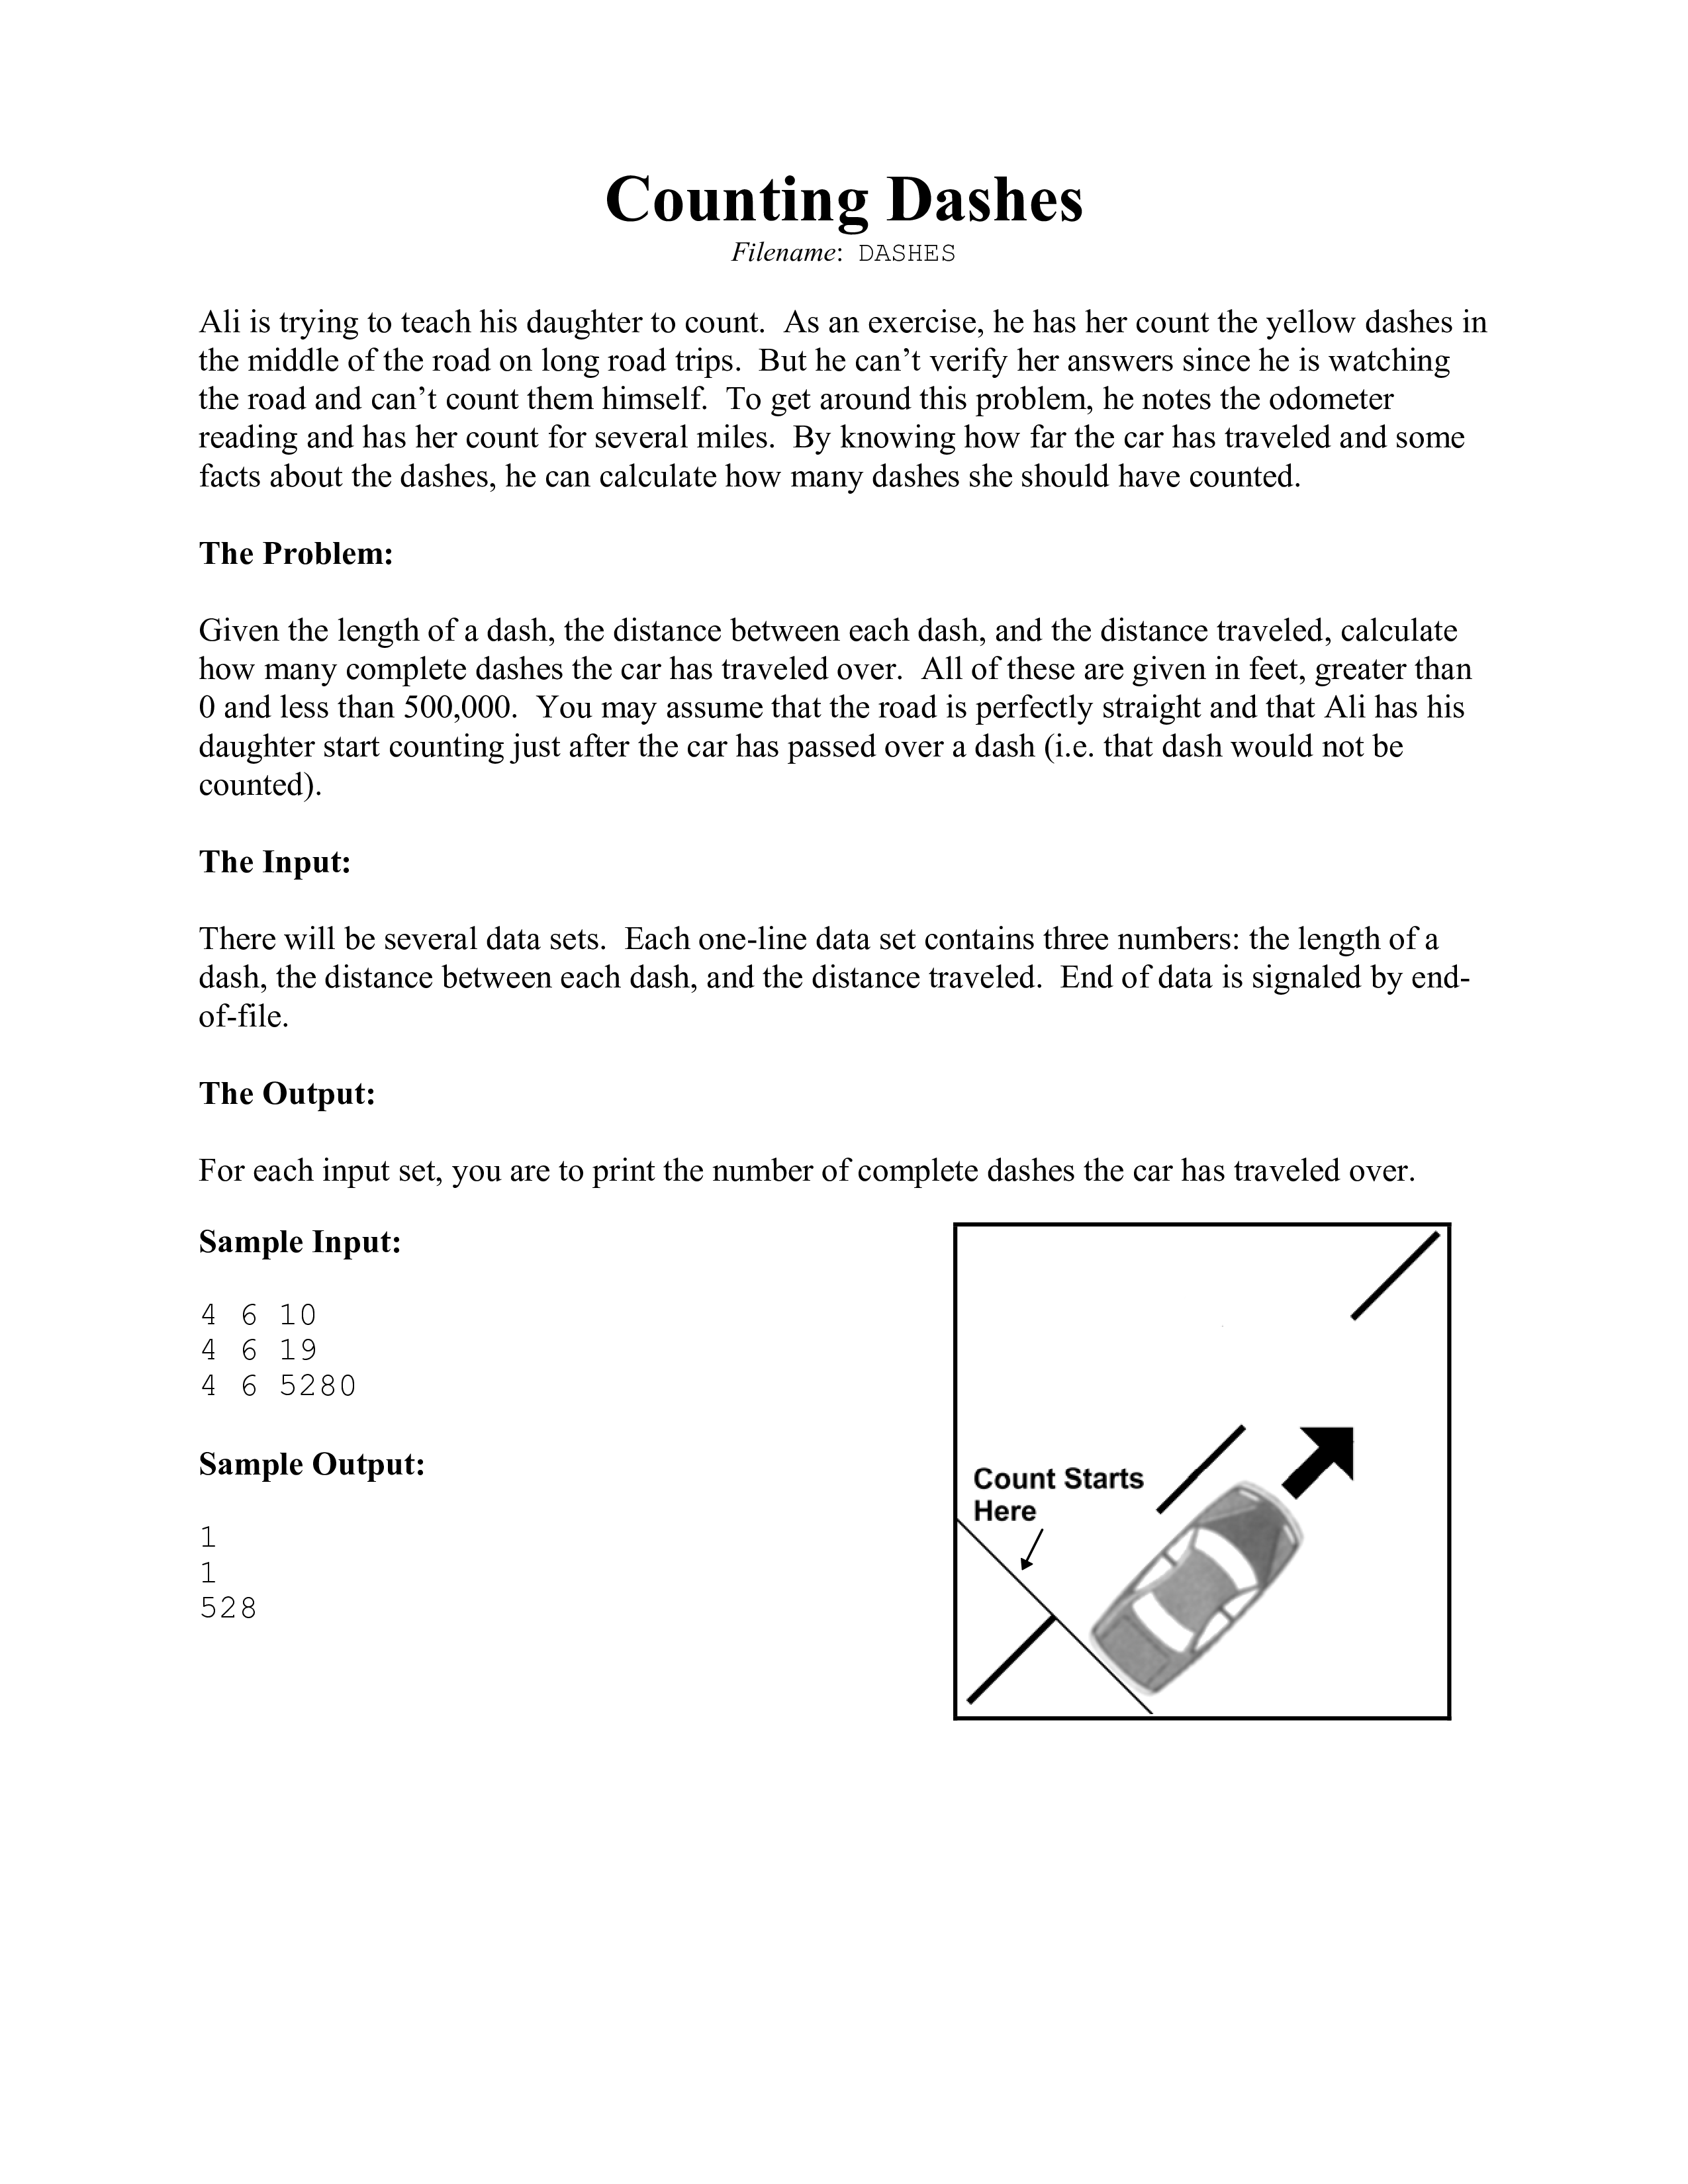 Counting Dashes
Filename: DASHES
Ali is trying to teach his daughter to count. As an exercise, he has her count the yellow dashes in
the middle of the road on long road trips. But he can’t verify her answers since he is watching
the road and can’t count them himself. To get around this problem, he notes the odometer
reading and has her count for several miles. By knowing how far the car has traveled and some
facts about the dashes, he can calculate how many dashes she should have counted.
The Problem:
Given the length of a dash, the distance between each dash, and the distance traveled, calculate
how many complete dashes the car has traveled over. All of these are given in feet, greater than
0 and less than 500,000. You may assume that the road is perfectly straight and that Ali has his
daughter start counting just after the car has passed over a dash (i.e. that dash would not be
counted).
The Input:
There will be several data sets. Each one-line data set contains three numbers: the length of a
dash, the distance between each dash, and the distance traveled. End of data is signaled by end-
of-file.
The Output:
For each input set, you are to print the number of complete dashes the car has traveled over.
Sample Input:
4 6 10
4 6 19
4 6 5280
Sample Output:
1
1
528
Count Starts
Here